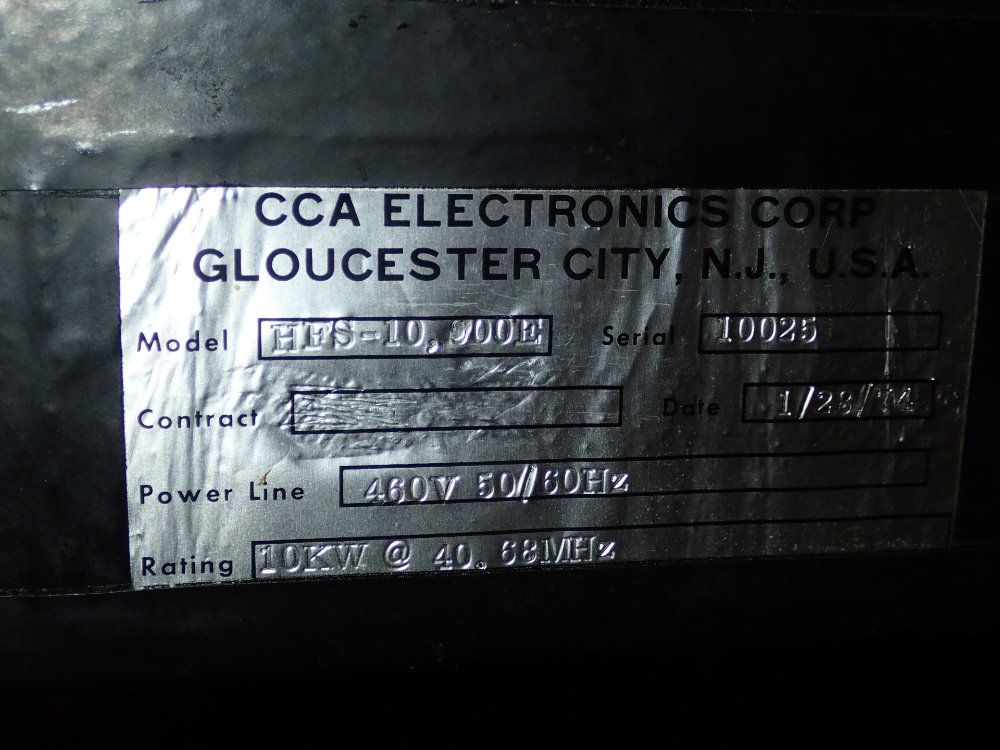 CCA ELECTRONICS CORP
GLOUCESTER CITY, N.J., U.S.A.
Model HFS-10,000E Serial 10025
Contract Date 1/28/74
Power Line 460V 50//60Hz
Rating 10KW @ 40.68MHz